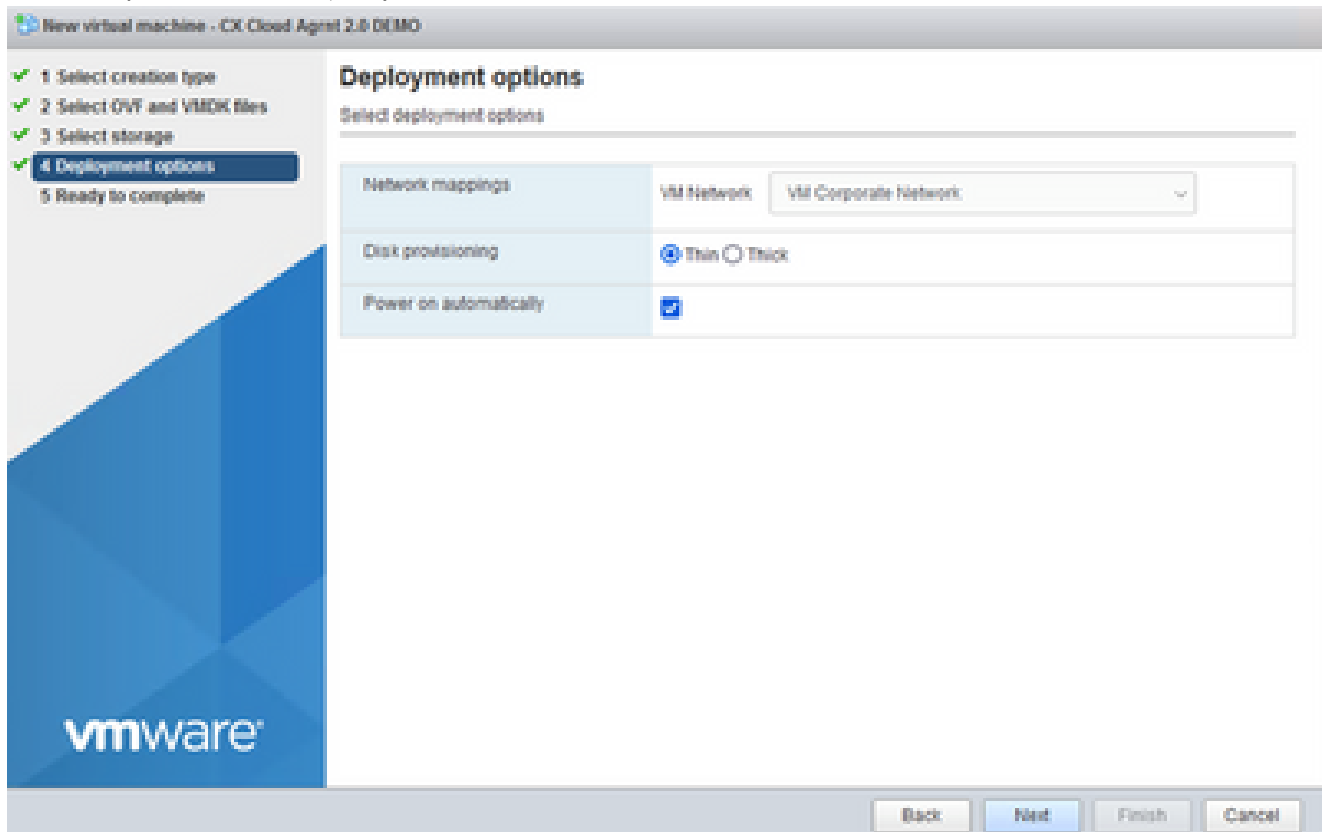 New virtual machine - CX Cloud Agrnt 2.0 DEMO
1 Select creation type
2 Select OVF and VMDK files
3 Select storage
4 Deployment options
5 Ready to complete
Deployment options
Select deployment options
Network mappings
VM Network VM Corporate Network
Disk provisioning
Thin Thick
Power on automatically
vmware
Back Next Finish Cancel